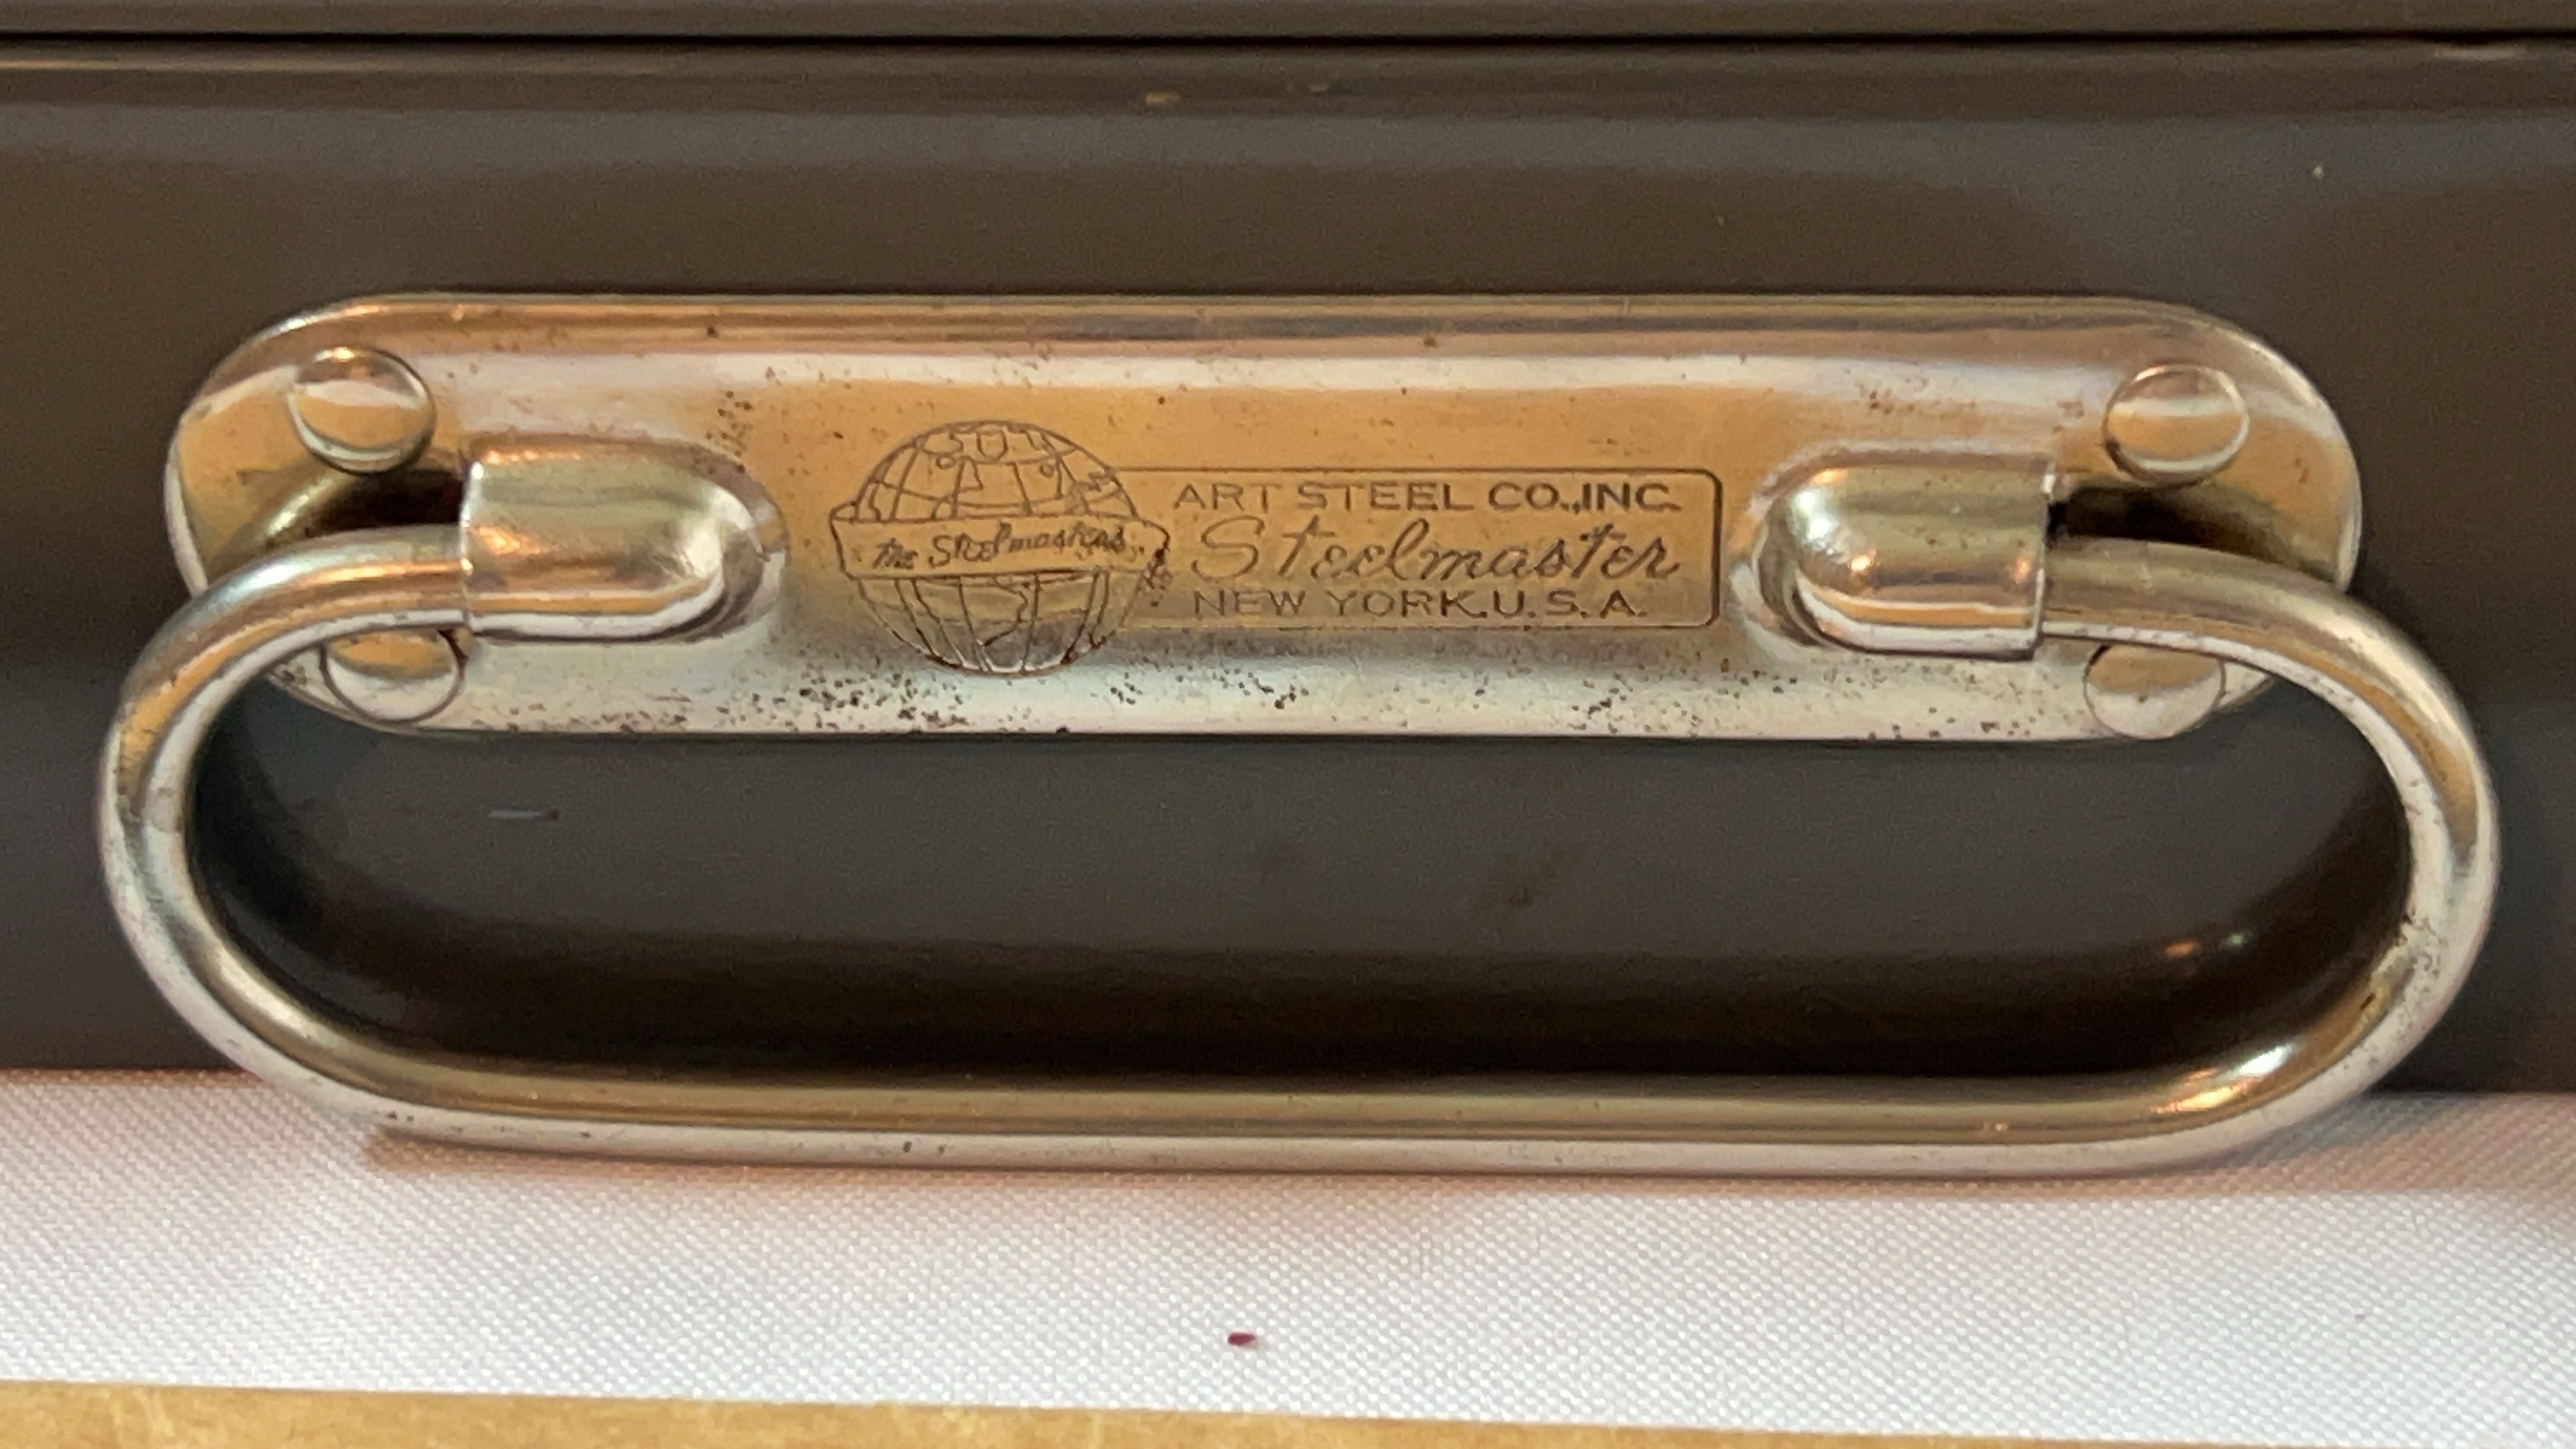 The Steelmasters
ART STEEL CO., INC.
Steelmaster
NEW YORK, U.S.A.